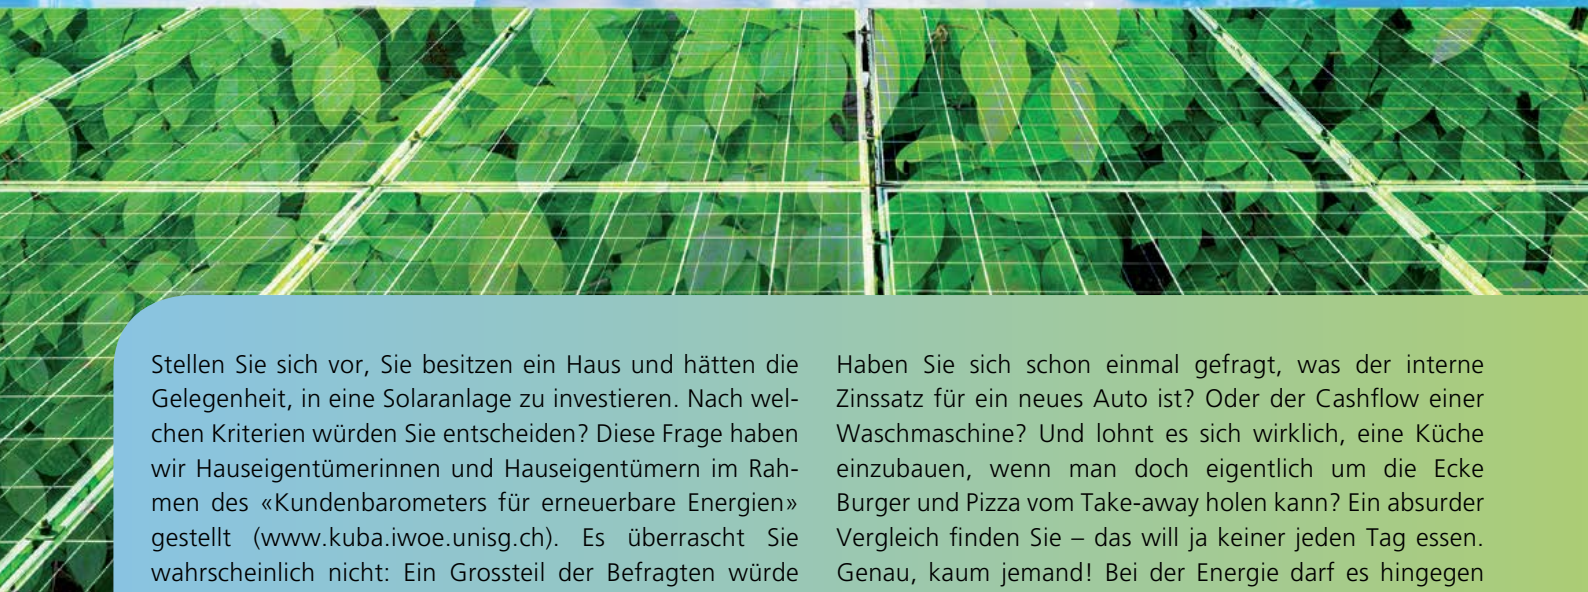 Stellen Sie sich vor, Sie besitzen ein Haus und hätten die
Gelegenheit, in eine Solaranlage zu investieren. Nach wel-
chen Kriterien würden Sie entscheiden? Diese Frage haben
wir Hauseigentümerinnen und Hauseigentümern im Rah-
men des «Kundenbarometers für erneuerbare Energien»
gestellt (www.kuba.iwoe.unisg.ch). Es überrascht Sie
wahrscheinlich nicht: Ein Grossteil der Befragten würde
Haben Sie sich schon einmal gefragt, was der interne
Zinssatz für ein neues Auto ist? Oder der Cashflow einer
Waschmaschine? Und lohnt es sich wirklich, eine Küche
einzubauen, wenn man doch eigentlich um die Ecke
Burger und Pizza vom Take-away holen kann? Ein absurder
Vergleich finden Sie – das will ja keiner jeden Tag essen.
Genau, kaum jemand! Bei der Energie darf es hingegen